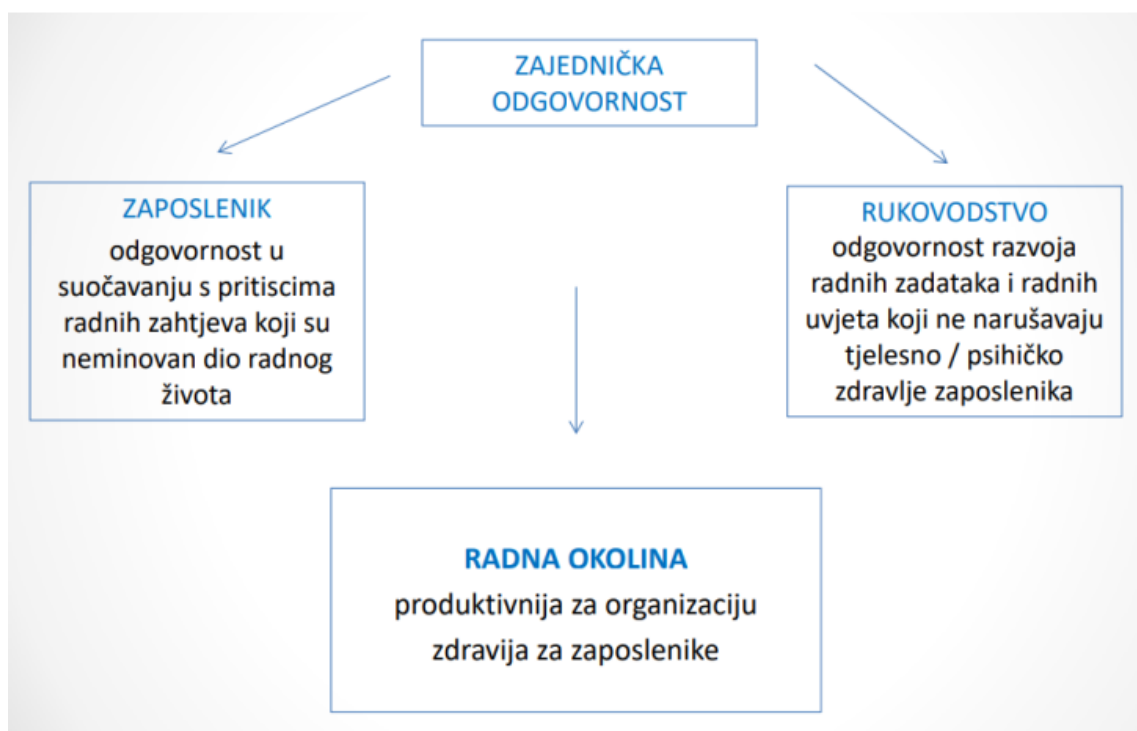 ZAJEDNIČKA
ODGOVORNOST
ZAPOSLENIK
odgovornost u
suočavanju s pritiscima
radnih zahtjeva koji su
neminovan dio radnog
života
RUKOVODSTVO
odgovornost razvoja
radnih zadataka i radnih
uvjeta koji ne narušavaju
tjelesno / psihičko
zdravlje zaposlenika
RADNA OKOLINA
produktivnija za organizaciju
zdravija za zaposlenike